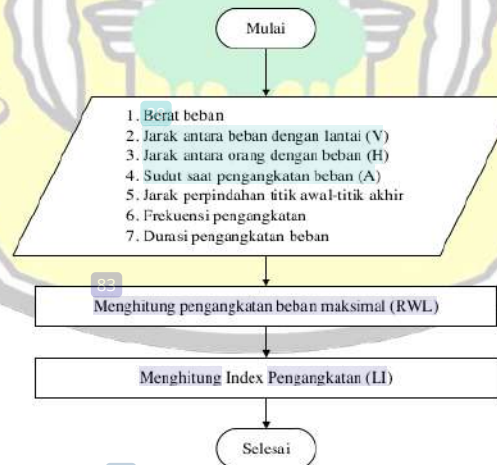 Mulai
1. Berat beban
2. Jarak antara beban dengan lantai (V)
3. Jarak antara orang dengan beban (H)
4. Sudut saat pengangkatan beban (A)
5. Jarak perpindahan titik awal-titik akhir
6. Frekuensi pengangkatan
7. Durasi pengangkatan beban
83
Menghitung pengangkatan beban maksimal (RWL)
Menghitung Index Pengangkatan (LI)
Selesai